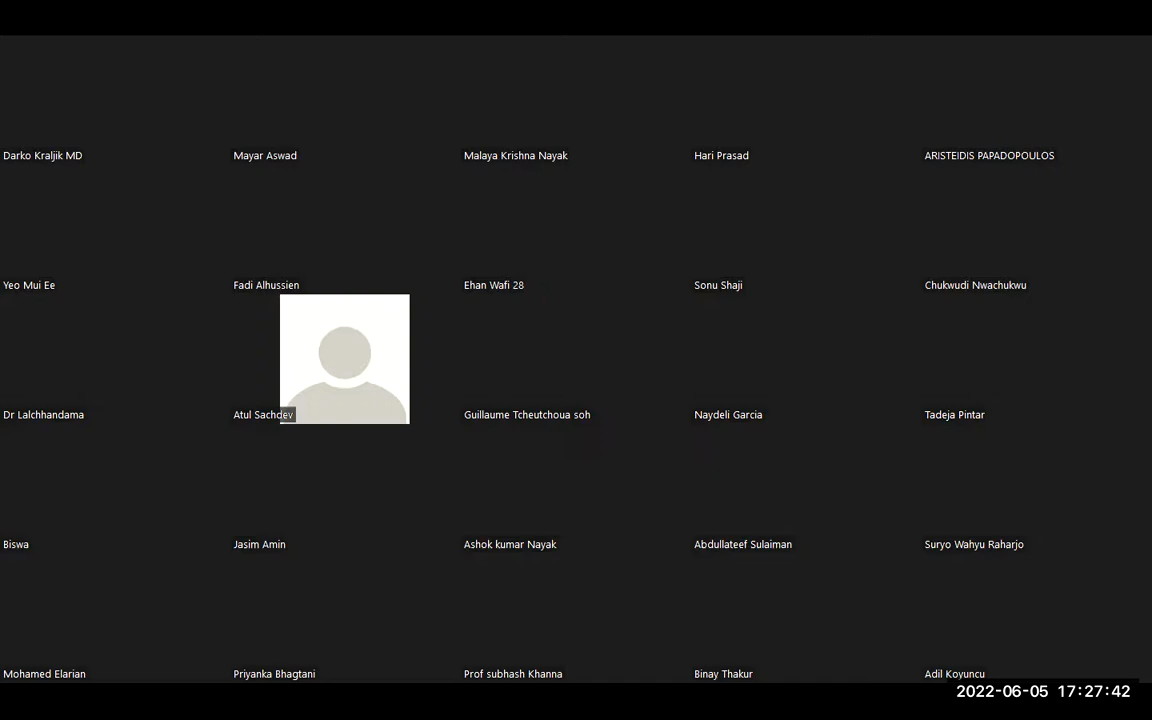 Darko Kraljik MD
Mayar Aswad
Malaya Krishna Nayak
Hari Prasad
ARISTEIDIS PAPADOPOULOS
Yeo Mui Ee
Fadi Alhussien
Ehan Wafi 28
Sonu Shaji
Chukwudi Nwachukwu
Dr Lalchhandama
Atul Sachdev
Guillaume Tcheutchoua soh
Naydeli Garcia
Tadeja Pintar
Biswa
Jasim Amin
Ashok kumar Nayak
Abdullateef Sulaiman
Suryo Wahyu Raharjo
Mohamed Elarian
Priyanka Bhagtani
Prof subhash Khanna
Binay Thakur
Adil Koyuncu
2022-06-05 17:27:42